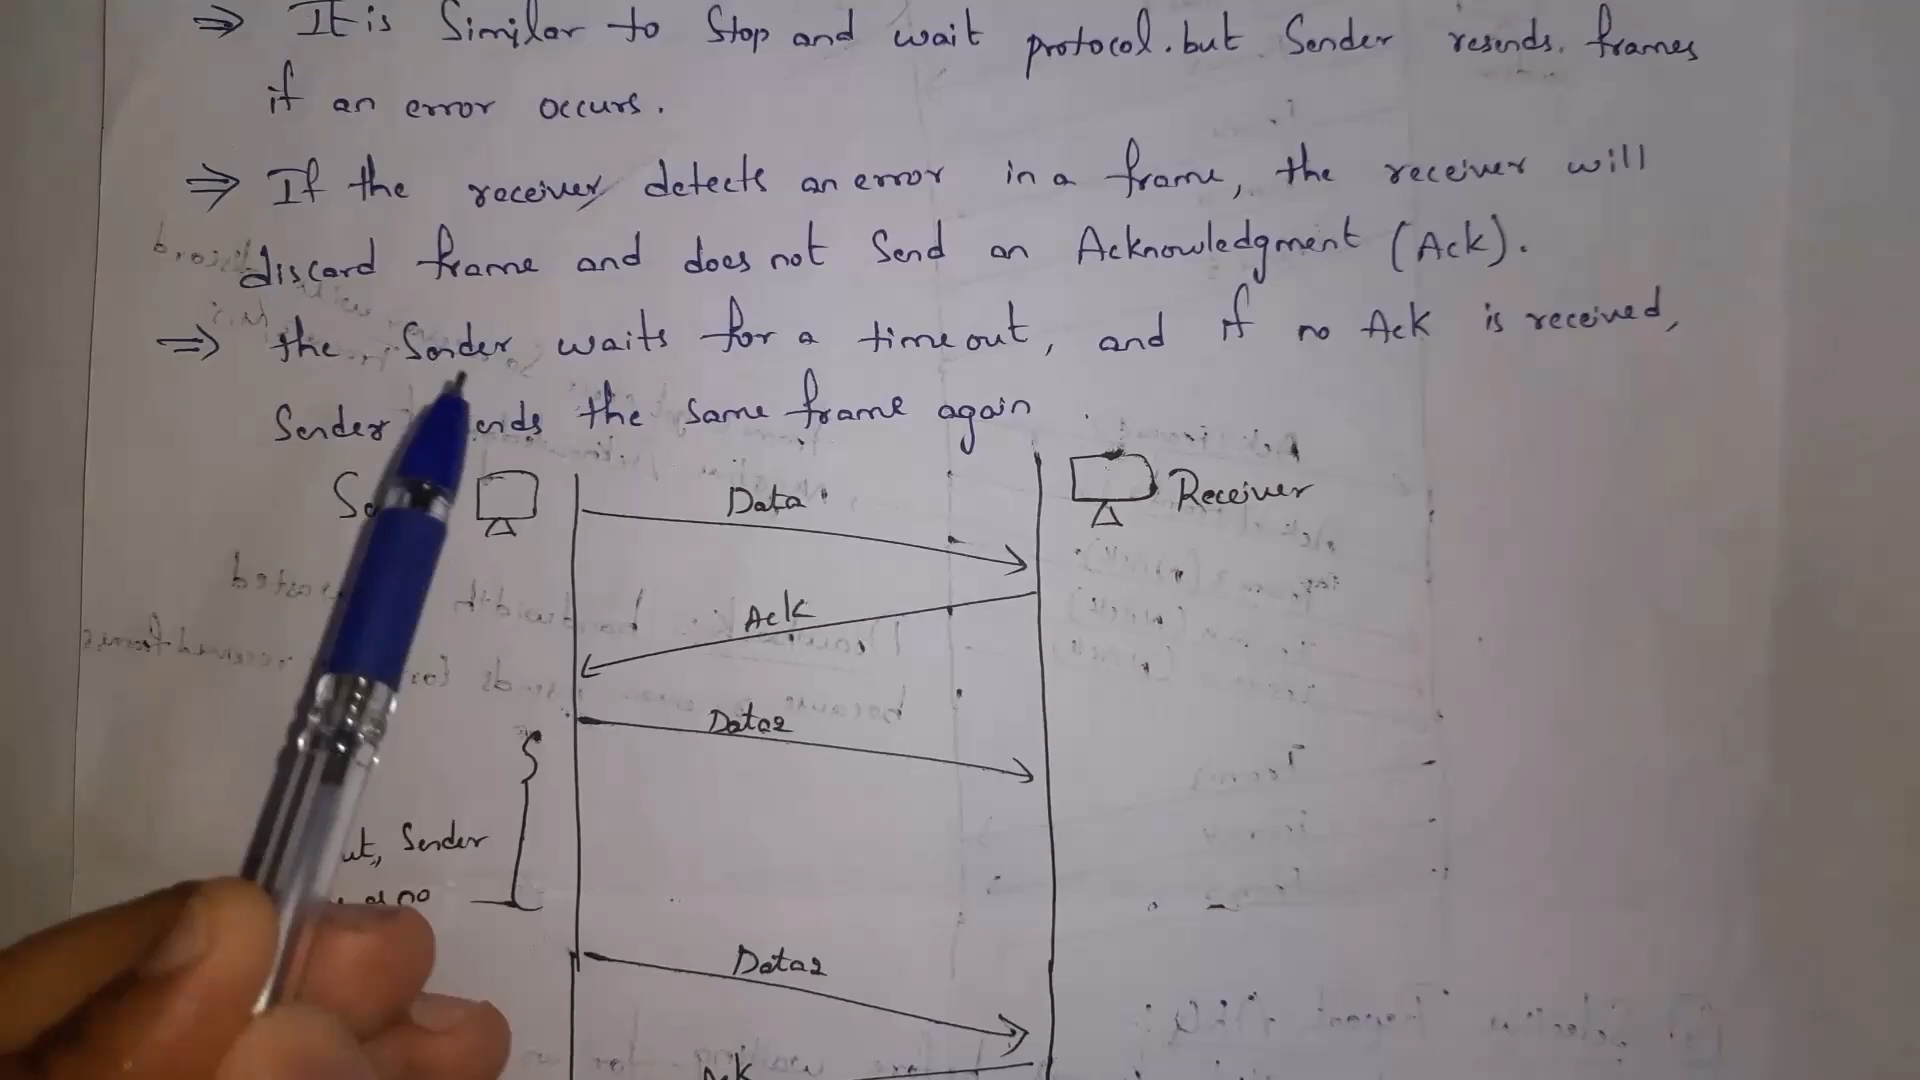 ⇒ It is Similar to Stop and wait protocol. but Sender resends frames
if an error occurs.
⇒ If the receiver detects an error in a frame, the receiver will
discard frame and does not Send an Acknowledgment (Ack).
⇒ the Sender waits for a timeout, and if no Ack is received,
Sender the same frame again
Data
Receiver
Ack
Data2
Sender
no
Data2
Ack